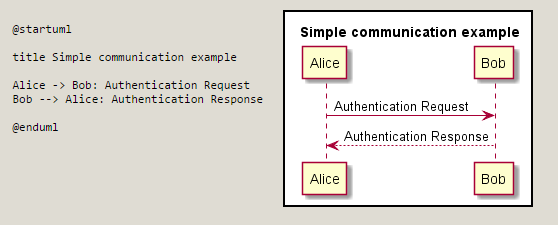 @startuml
title Simple communication example
Alice -> Bob: Authentication Request
Bob --> Alice: Authentication Response
@enduml
Simple communication example
Alice Bob
Authentication Request
Authentication Response
Alice Bob